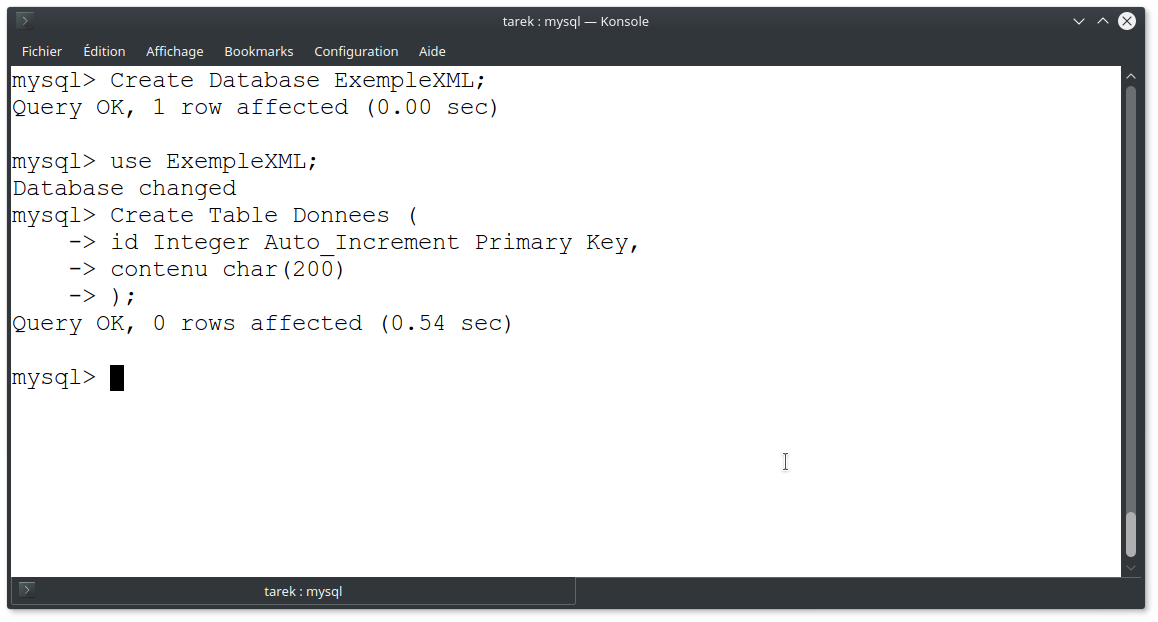 tarek : mysql — Konsole
Fichier Édition Affichage Bookmarks Configuration Aide
mysql> Create Database ExempleXML;
Query OK, 1 row affected (0.00 sec)
mysql> use ExempleXML;
Database changed
mysql> Create Table Donnees (
    -> id Integer Auto_Increment Primary Key,
    -> contenu char(200)
    -> );
Query OK, 0 rows affected (0.54 sec)
mysql>
tarek : mysql